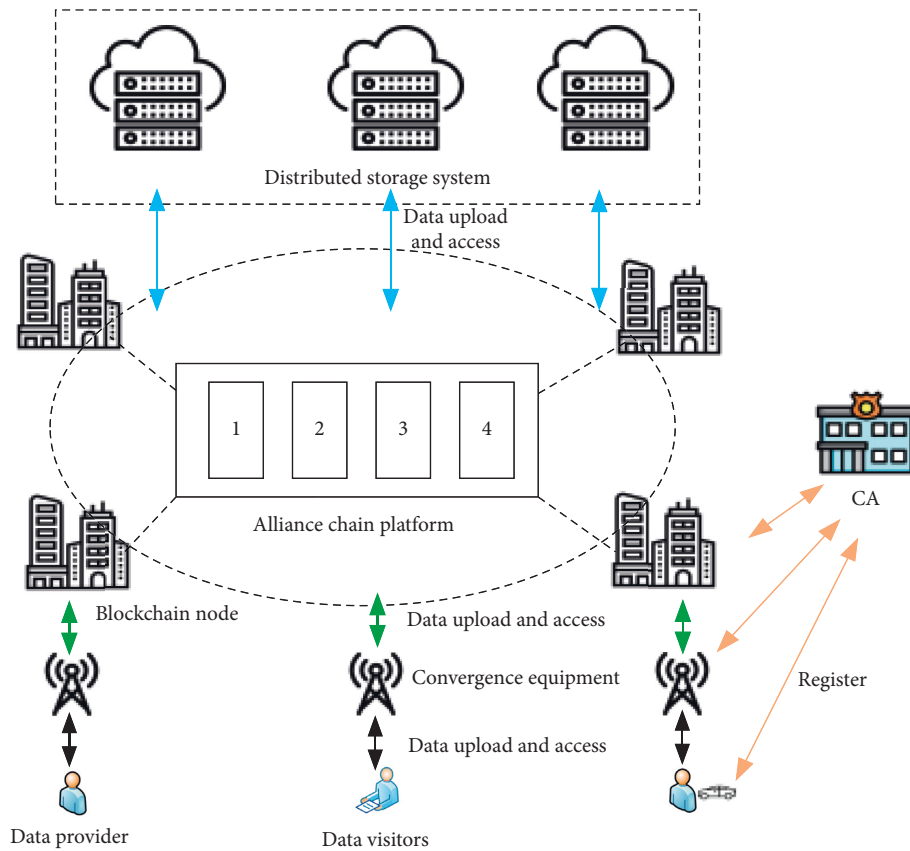 Distributed storage system
Data upload
and access
1 2 3 4
Alliance chain platform
CA
Blockchain node
Data upload and access
Convergence equipment
Register
Data upload and access
Data provider
Data visitors